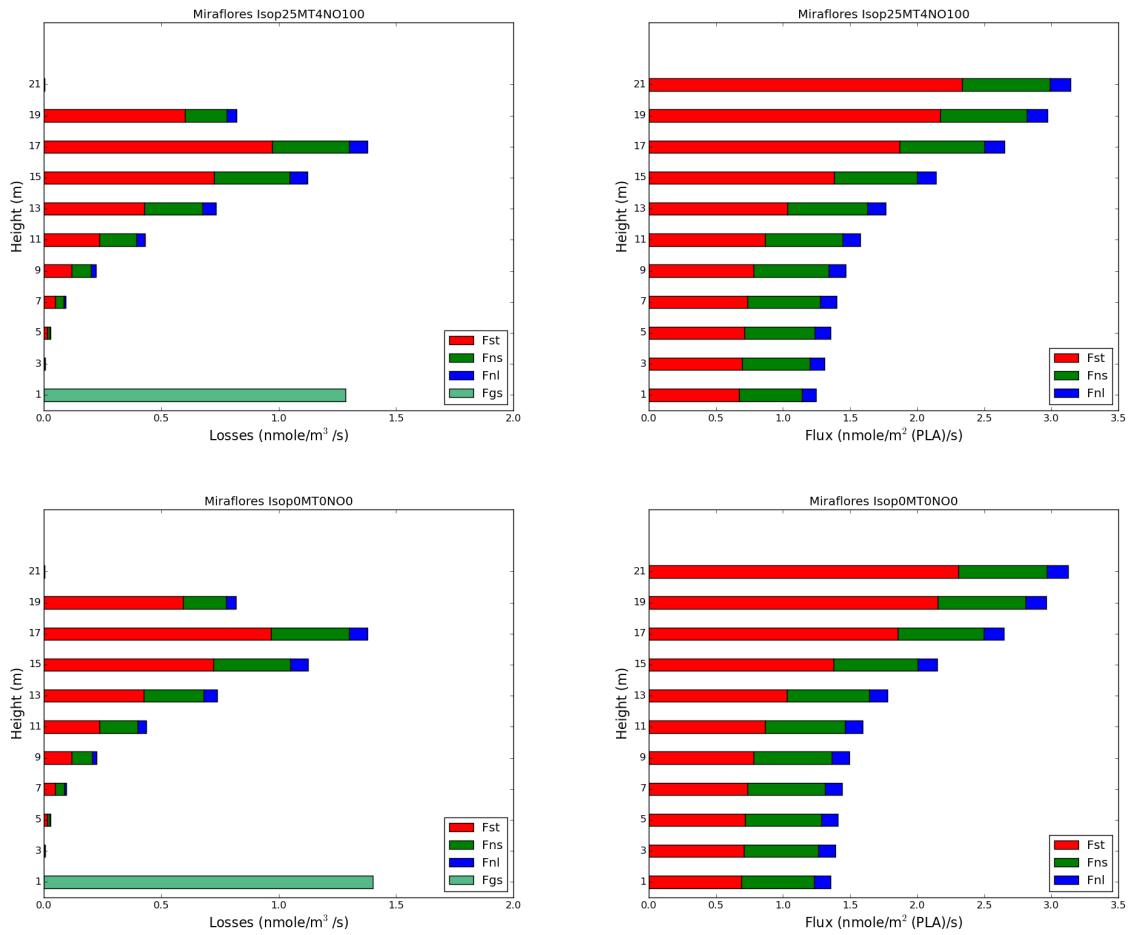 Miraflores Isop25MT4NO100
Height (m)
21
19
17
15
13
11
9
7
5
3
1
Fst
Fns
Fnl
Fgs
0.0
0.5
1.0
1.5
2.0
Losses (nmole/m³ /s)
Miraflores Isop25MT4NO100
Height (m)
21
19
17
15
13
11
9
7
5
3
1
Fst
Fns
Fnl
0.0
0.5
1.0
1.5
2.0
2.5
3.0
3.5
Flux (nmole/m² (PLA)/s)
Miraflores Isop0MT0NO0
Height (m)
21
19
17
15
13
11
9
7
5
3
1
Fst
Fns
Fnl
Fgs
0.0
0.5
1.0
1.5
2.0
Losses (nmole/m³ /s)
Miraflores Isop0MT0NO0
Height (m)
21
19
17
15
13
11
9
7
5
3
1
Fst
Fns
Fnl
0.0
0.5
1.0
1.5
2.0
2.5
3.0
3.5
Flux (nmole/m² (PLA)/s)